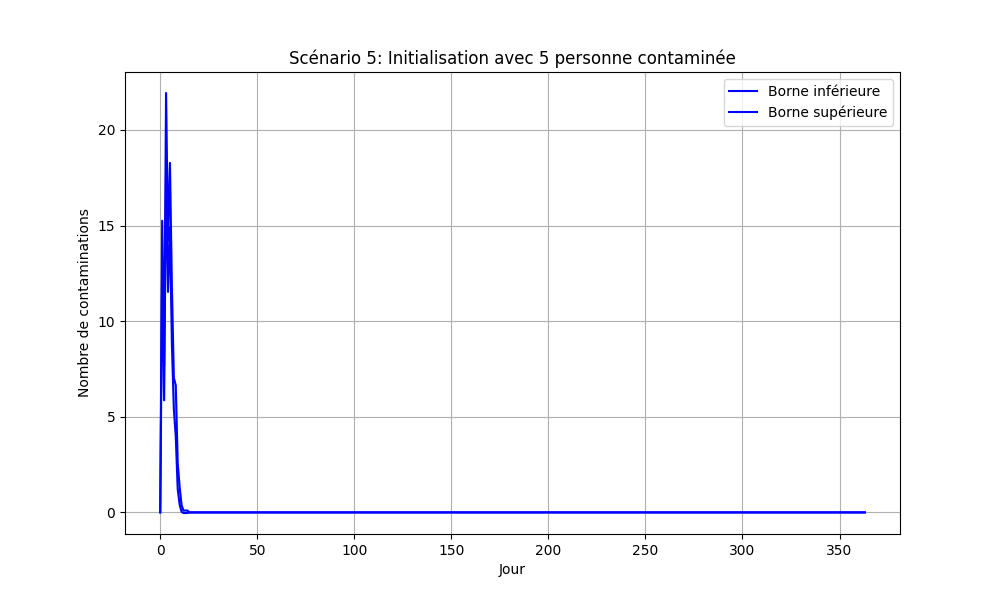 Scénario 5: Initialisation avec 5 personne contaminée
Borne inférieure
Borne supérieure
Nombre de contaminations
20
15
10
5
0
0 50 100 150 200 250 300 350
Jour